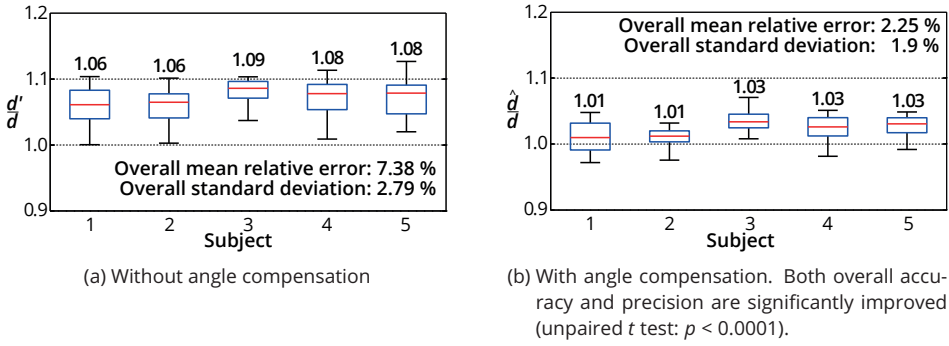 1.2
1.1
1.0
0.9
d'
d
1.06
1.06
1.09
1.08
1.08
Overall mean relative error: 7.38 %
Overall standard deviation: 2.79 %
1 2 3 4 5
Subject
(a) Without angle compensation
1.2
1.1
1.0
0.9
d̂
d
Overall mean relative error: 2.25 %
Overall standard deviation: 1.9 %
1.01
1.01
1.03
1.03
1.03
1 2 3 4 5
Subject
(b) With angle compensation. Both overall accu-
racy and precision are significantly improved
(unpaired t test: p < 0.0001).